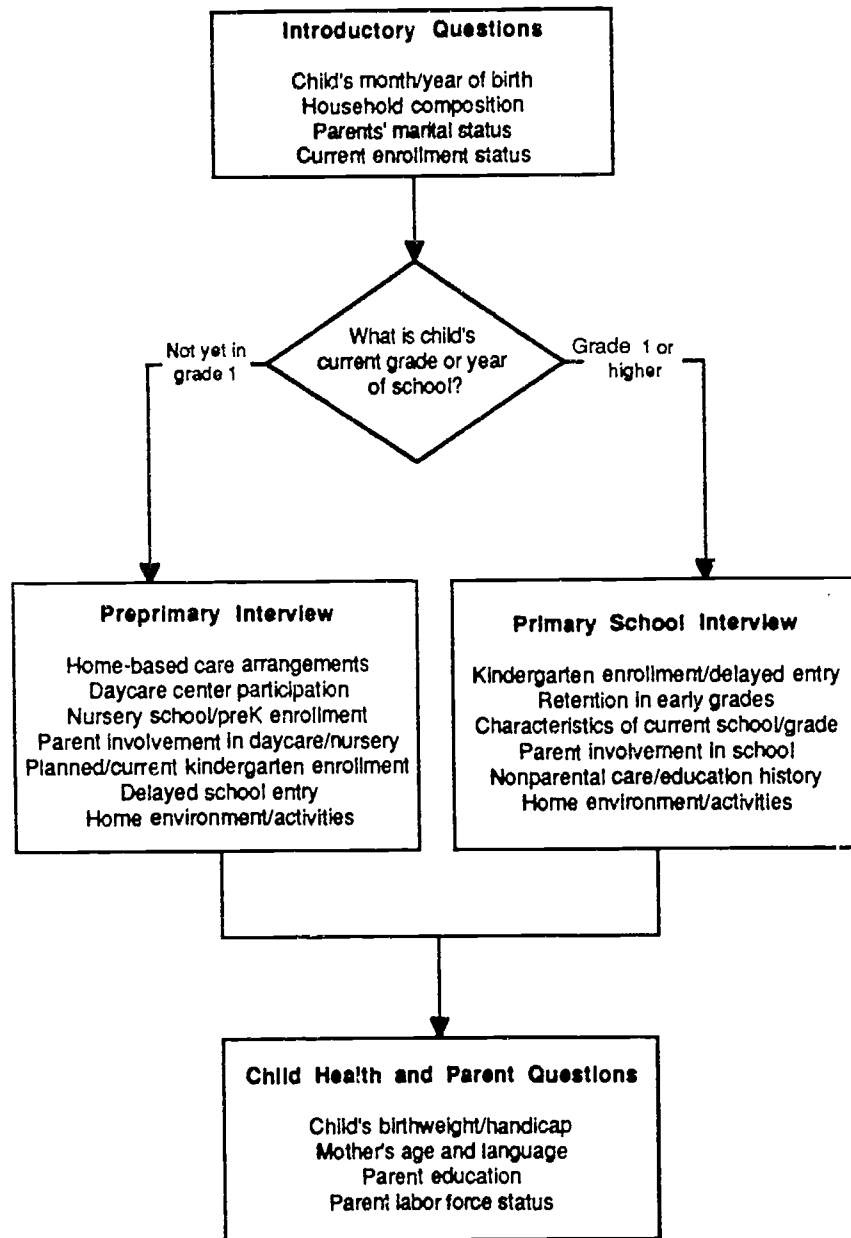 Introductory Questions
Child's month/year of birth
Household composition
Parents' marital status
Current enrollment status
What is child's
current grade or year
of school?
Not yet in
grade 1
Grade 1 or
higher
Preprimary Interview
Home-based care arrangements
Daycare center participation
Nursery school/preK enrollment
Parent involvement in daycare/nursery
Planned/current kindergarten enrollment
Delayed school entry
Home environment/activities
Primary School Interview
Kindergarten enrollment/delayed entry
Retention in early grades
Characteristics of current school/grade
Parent involvement in school
Nonparental care/education history
Home environment/activities
Child Health and Parent Questions
Child's birthweight/handicap
Mother's age and language
Parent education
Parent labor force status